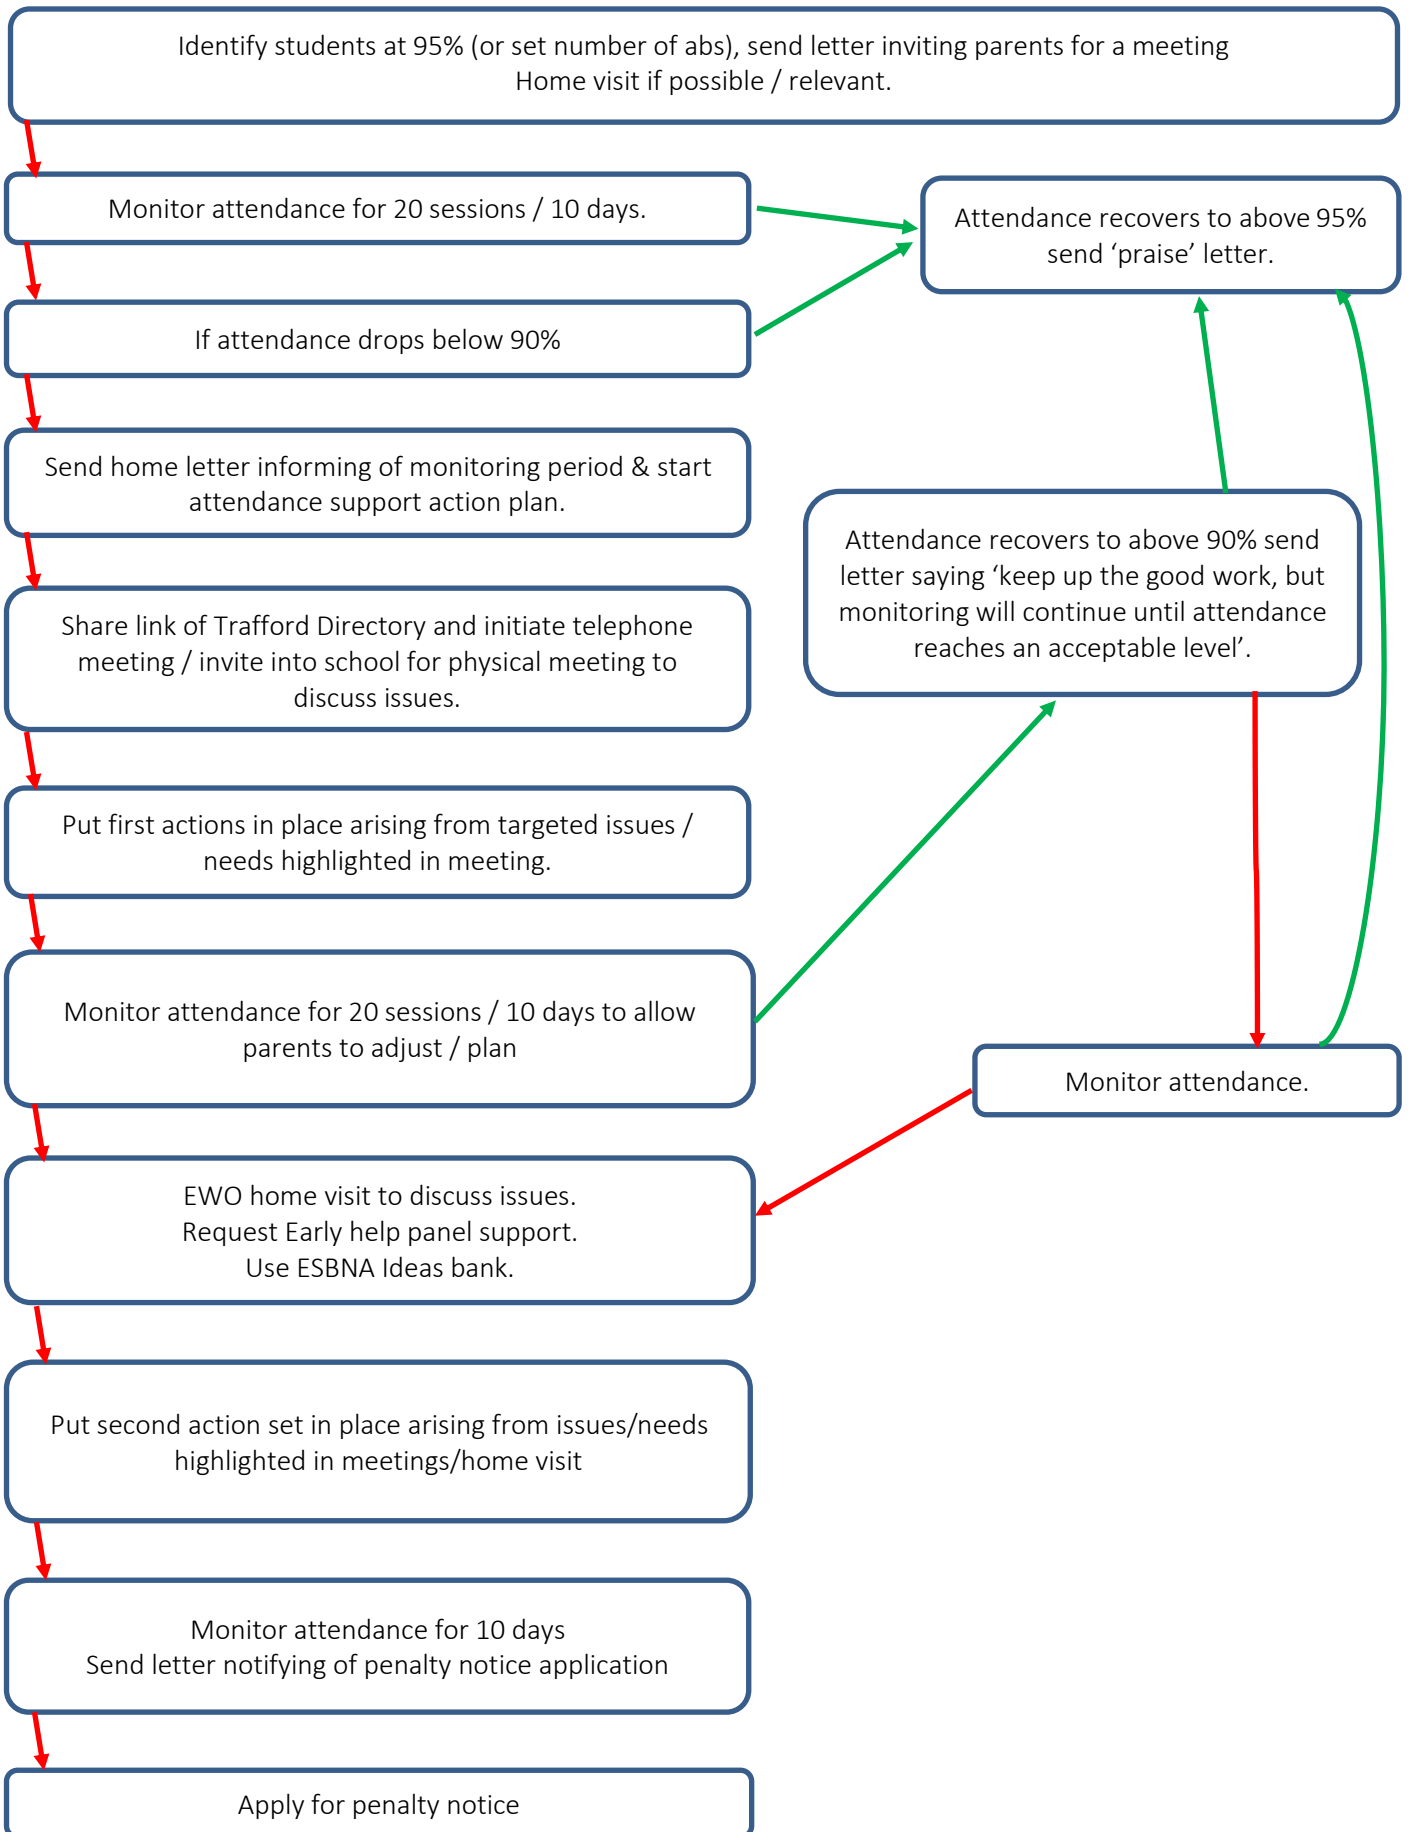 Identify students at 95% (or set number of abs), send letter inviting parents for a meeting
Home visit if possible / relevant.
Monitor attendance for 20 sessions / 10 days.
Attendance recovers to above 95%
send ‘praise’ letter.
If attendance drops below 90%
Send home letter informing of monitoring period & start
attendance support action plan.
Attendance recovers to above 90% send
letter saying ‘keep up the good work, but
monitoring will continue until attendance
reaches an acceptable level’.
Share link of Trafford Directory and initiate telephone
meeting / invite into school for physical meeting to
discuss issues.
Put first actions in place arising from targeted issues /
needs highlighted in meeting.
Monitor attendance for 20 sessions / 10 days to allow
parents to adjust / plan
Monitor attendance.
EWO home visit to discuss issues.
Request Early help panel support.
Use ESBNA Ideas bank.
Put second action set in place arising from issues/needs
highlighted in meetings/home visit
Monitor attendance for 10 days
Send letter notifying of penalty notice application
Apply for penalty notice